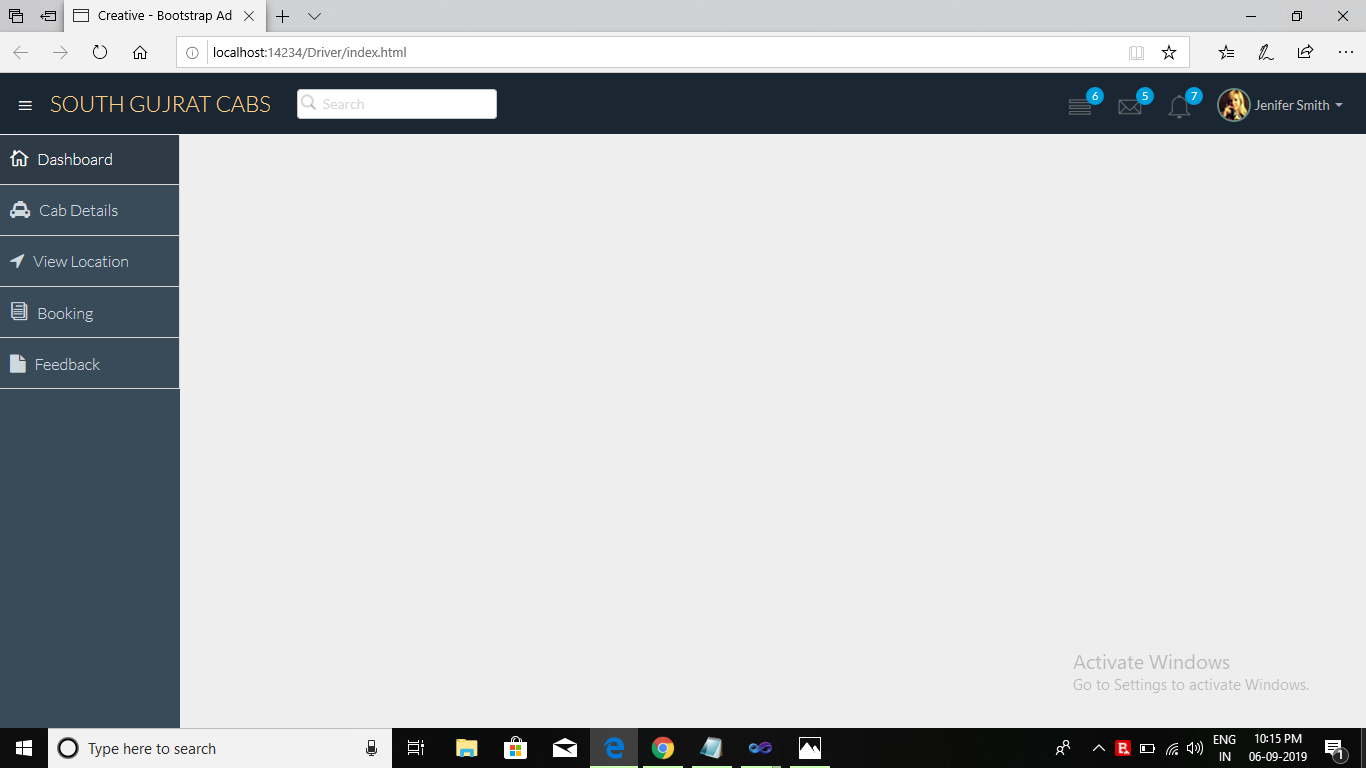 Creative - Bootstrap Ad
localhost:14234/Driver/index.html
SOUTH GUJRAT CABS
Search
6
5
7
Jenifer Smith
Dashboard
Cab Details
View Location
Booking
Feedback
Activate Windows
Go to Settings to activate Windows.
Type here to search
ENG
IN
10:15 PM
06-09-2019
1